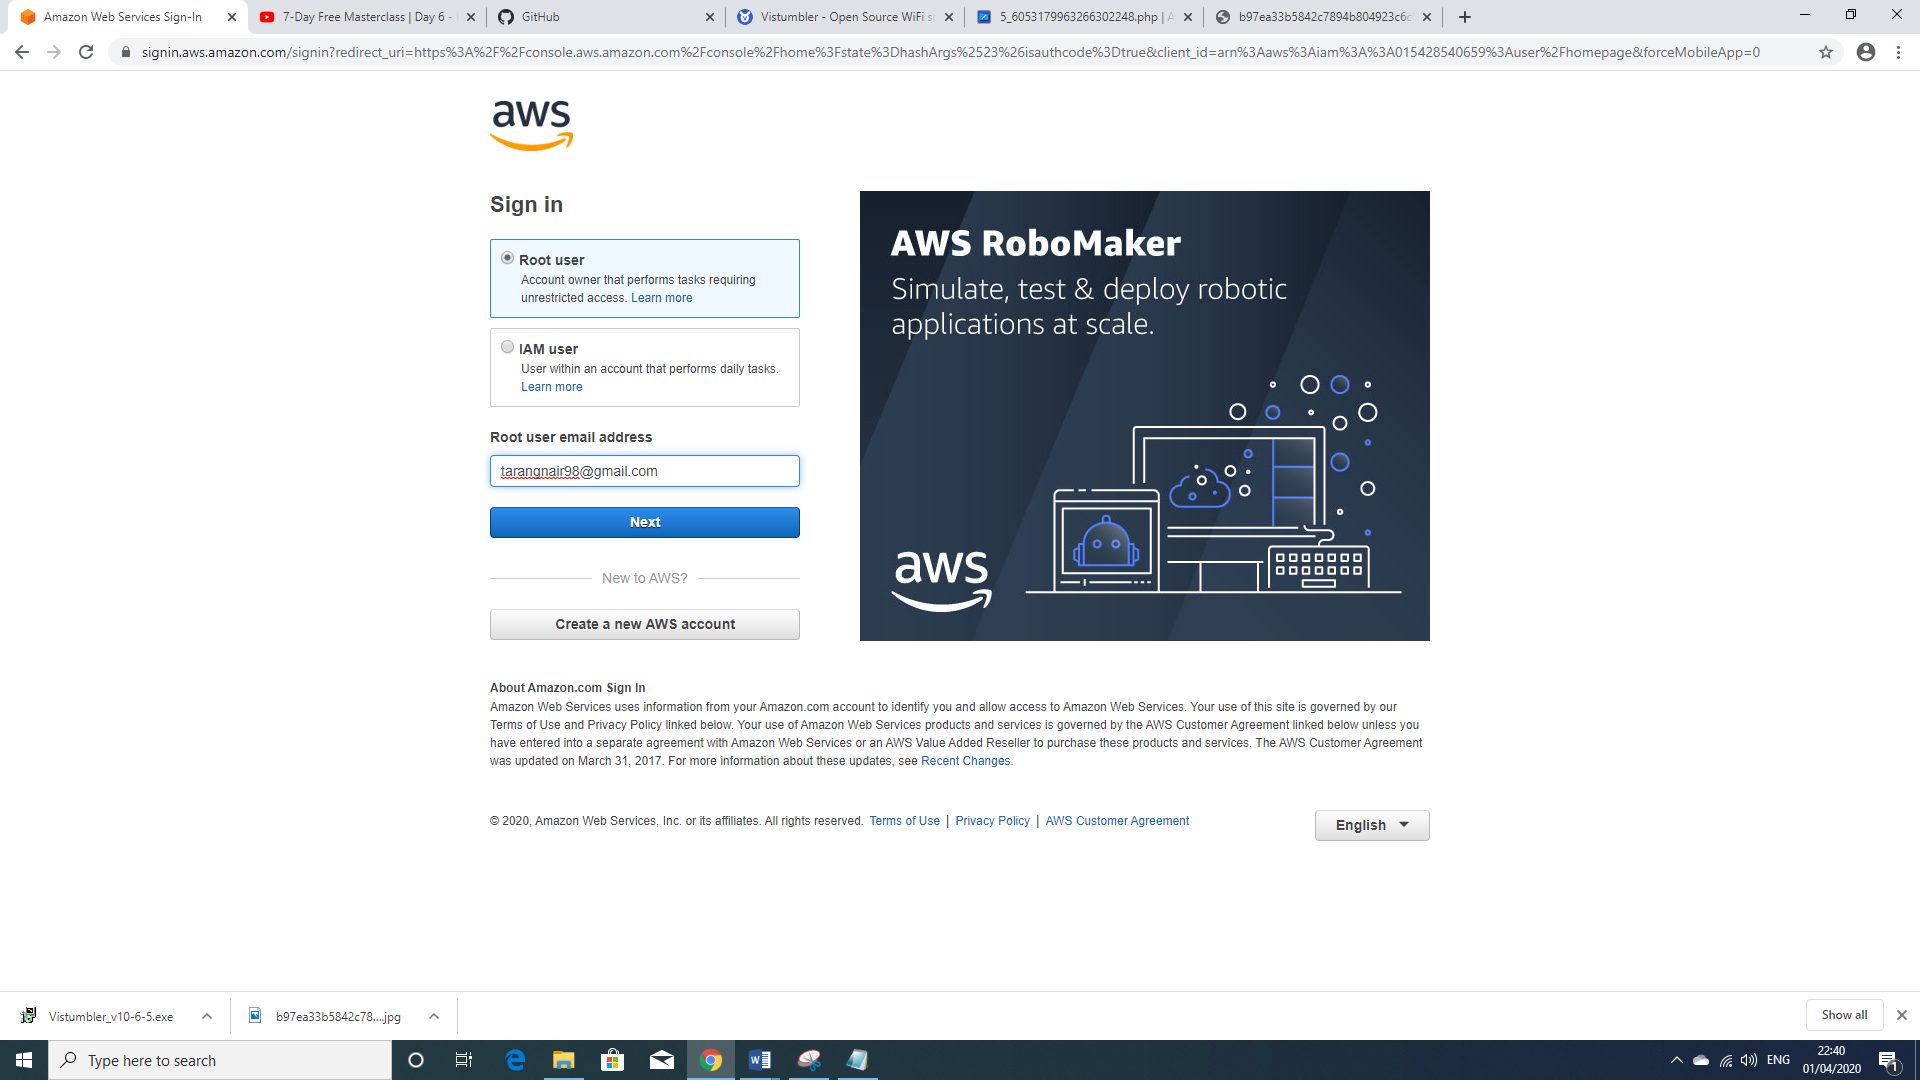 Amazon Web Services Sign-In
7-Day Free Masterclass | Day 6 -
GitHub
Vistumbler - Open Source WiFi s
5_6053179963266302248.php | A
b97ea33b5842c7894b804923c6c
signin.aws.amazon.com/signin?redirect_uri=https%3A%2F%2Fconsole.aws.amazon.com%2Fconsole%2Fhome%3Fstate%3DhashArgs%2523%26isauthcode%3Dtrue&client_id=arn%3Aaws%3Aiam%3A%3A015428540659%3Auser%2Fhomepage&forceMobileApp=0
aws
Sign in
Root user
Account owner that performs tasks requiring
unrestricted access. Learn more
IAM user
User within an account that performs daily tasks.
Learn more
Root user email address
tarangnair98@gmail.com
Next
New to AWS?
Create a new AWS account
AWS RoboMaker
Simulate, test & deploy robotic
applications at scale.
aws
About Amazon.com Sign In
Amazon Web Services uses information from your Amazon.com account to identify you and allow access to Amazon Web Services. Your use of this site is governed by our
Terms of Use and Privacy Policy linked below. Your use of Amazon Web Services products and services is governed by the AWS Customer Agreement linked below unless you
have entered into a separate agreement with Amazon Web Services or an AWS Value Added Reseller to purchase these products and services. The AWS Customer Agreement
was updated on March 31, 2017. For more information about these updates, see Recent Changes.
© 2020, Amazon Web Services, Inc. or its affiliates. All rights reserved. Terms of Use | Privacy Policy | AWS Customer Agreement
English
Vistumbler_v10-6-5.exe
b97ea33b5842c78....jpg
Show all
Type here to search
ENG
22:40
01/04/2020
1